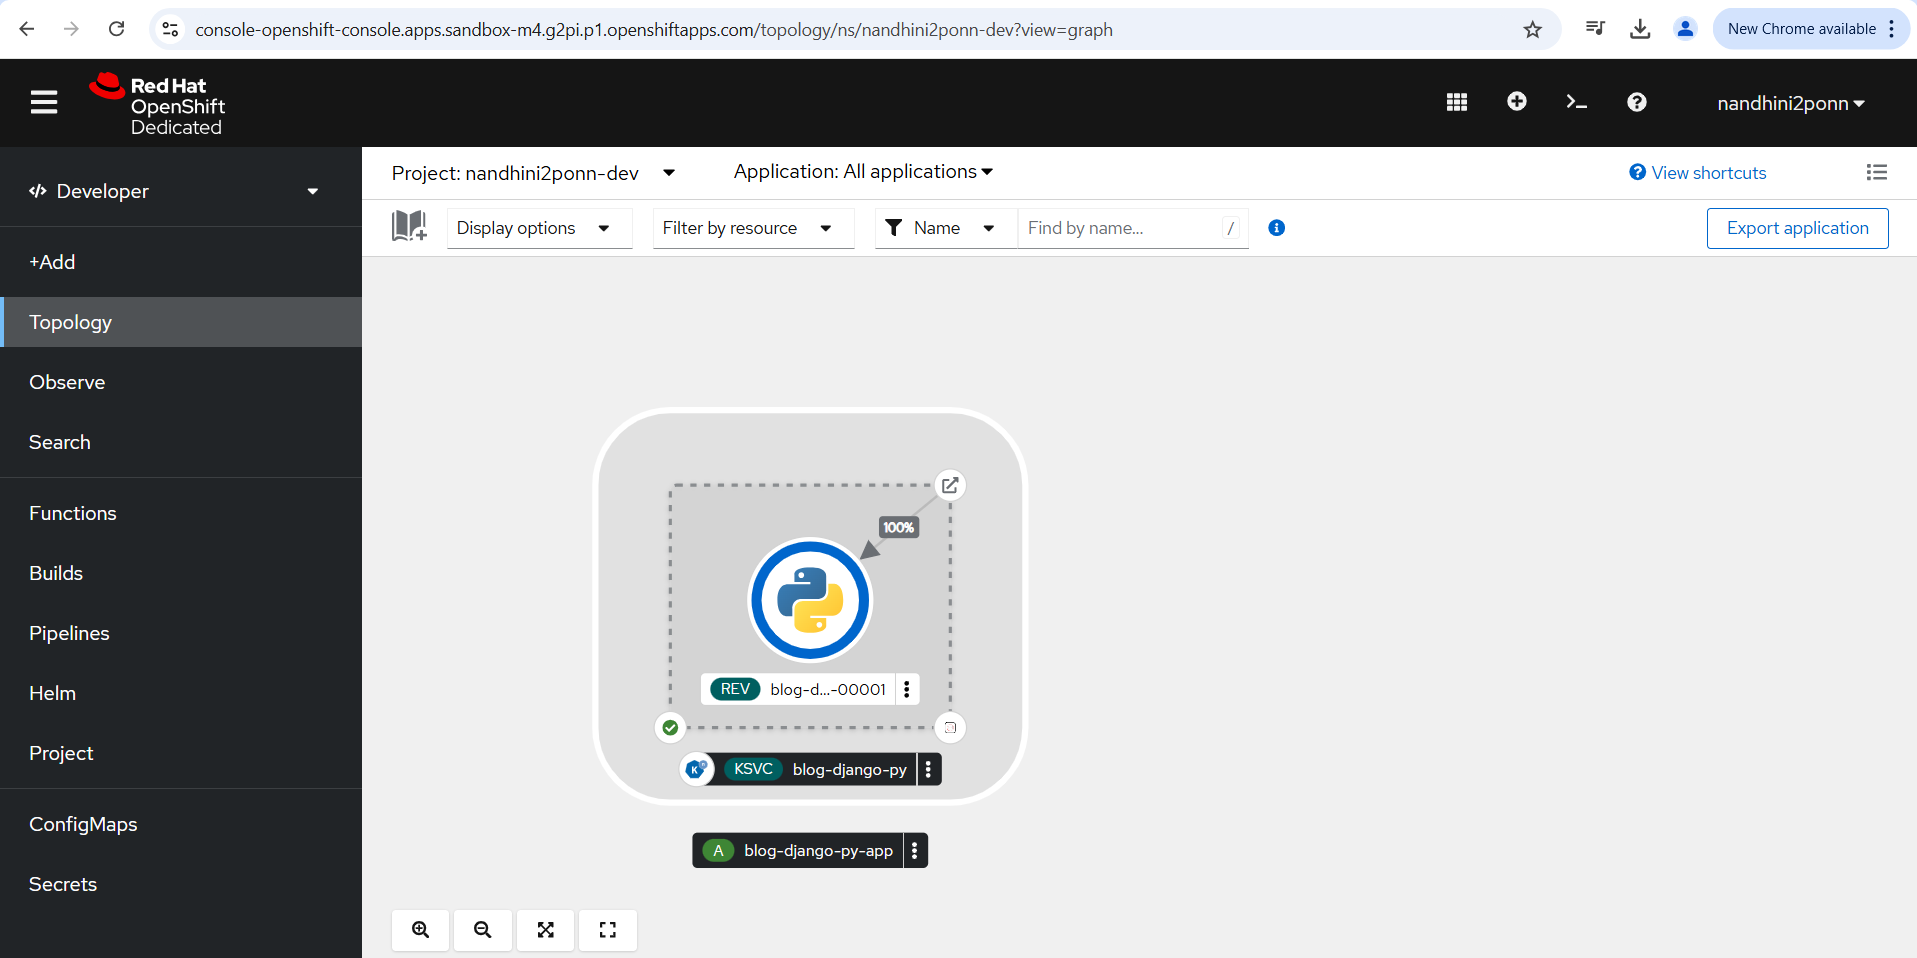 console-openshift-console.apps.sandbox-m4.g2pi.p1.openshiftapps.com/topology/ns/nandhini2ponn-dev?view=graph
New Chrome available
Red Hat
OpenShift
Dedicated
nandhini2ponn
Developer
+Add
Topology
Observe
Search
Functions
Builds
Pipelines
Helm
Project
ConfigMaps
Secrets
Project: nandhini2ponn-dev
Application: All applications
View shortcuts
Display options
Filter by resource
Name
Find by name...
/
Export application
100%
REV blog-d...-00001
KSVC blog-django-py
A blog-django-py-app